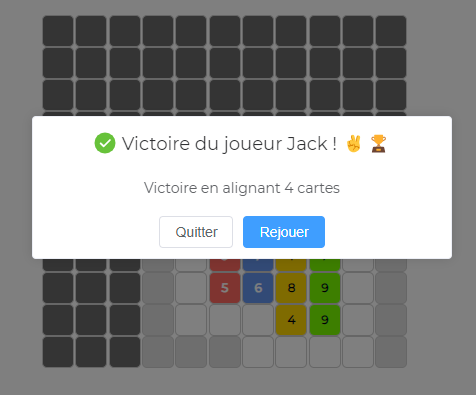 Victoire du joueur Jack ! ✌️ 🏆
Victoire en alignant 4 cartes
Quitter Rejouer
5 6 8 9
4 9